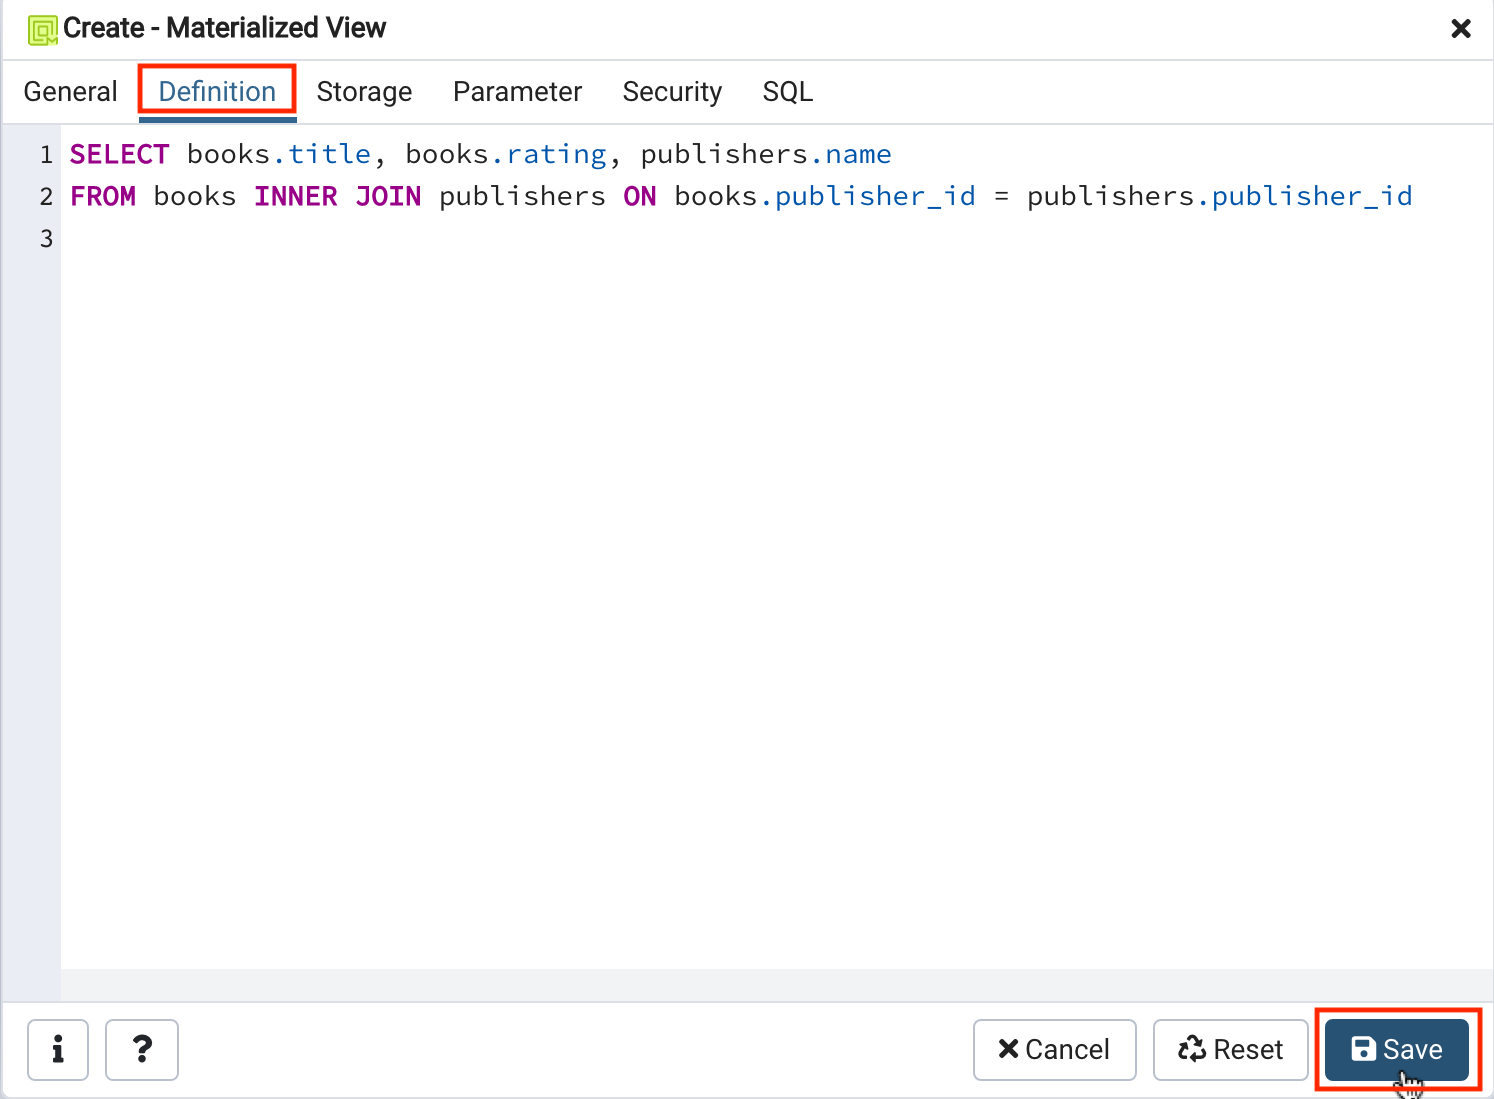 Create - Materialized View
General Definition Storage Parameter Security SQL
1 SELECT books.title, books.rating, publishers.name
2 FROM books INNER JOIN publishers ON books.publisher_id = publishers.publisher_id
3
i ? Cancel Reset Save